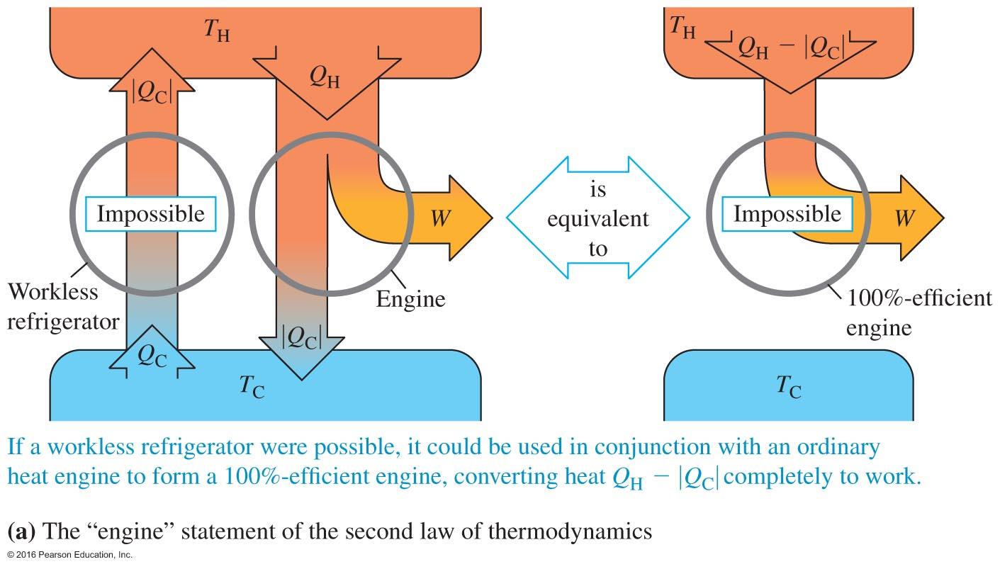 T_H
|Q_C|
Q_H
Impossible
W
Workless
refrigerator
Engine
Q_C
|Q_C|
T_C
is
equivalent
to
T_H
Q_H − |Q_C|
Impossible
W
100%-efficient
engine
T_C
If a workless refrigerator were possible, it could be used in conjunction with an ordinary
heat engine to form a 100%-efficient engine, converting heat Q_H − |Q_C| completely to work.
(a) The “engine” statement of the second law of thermodynamics
© 2016 Pearson Education, Inc.